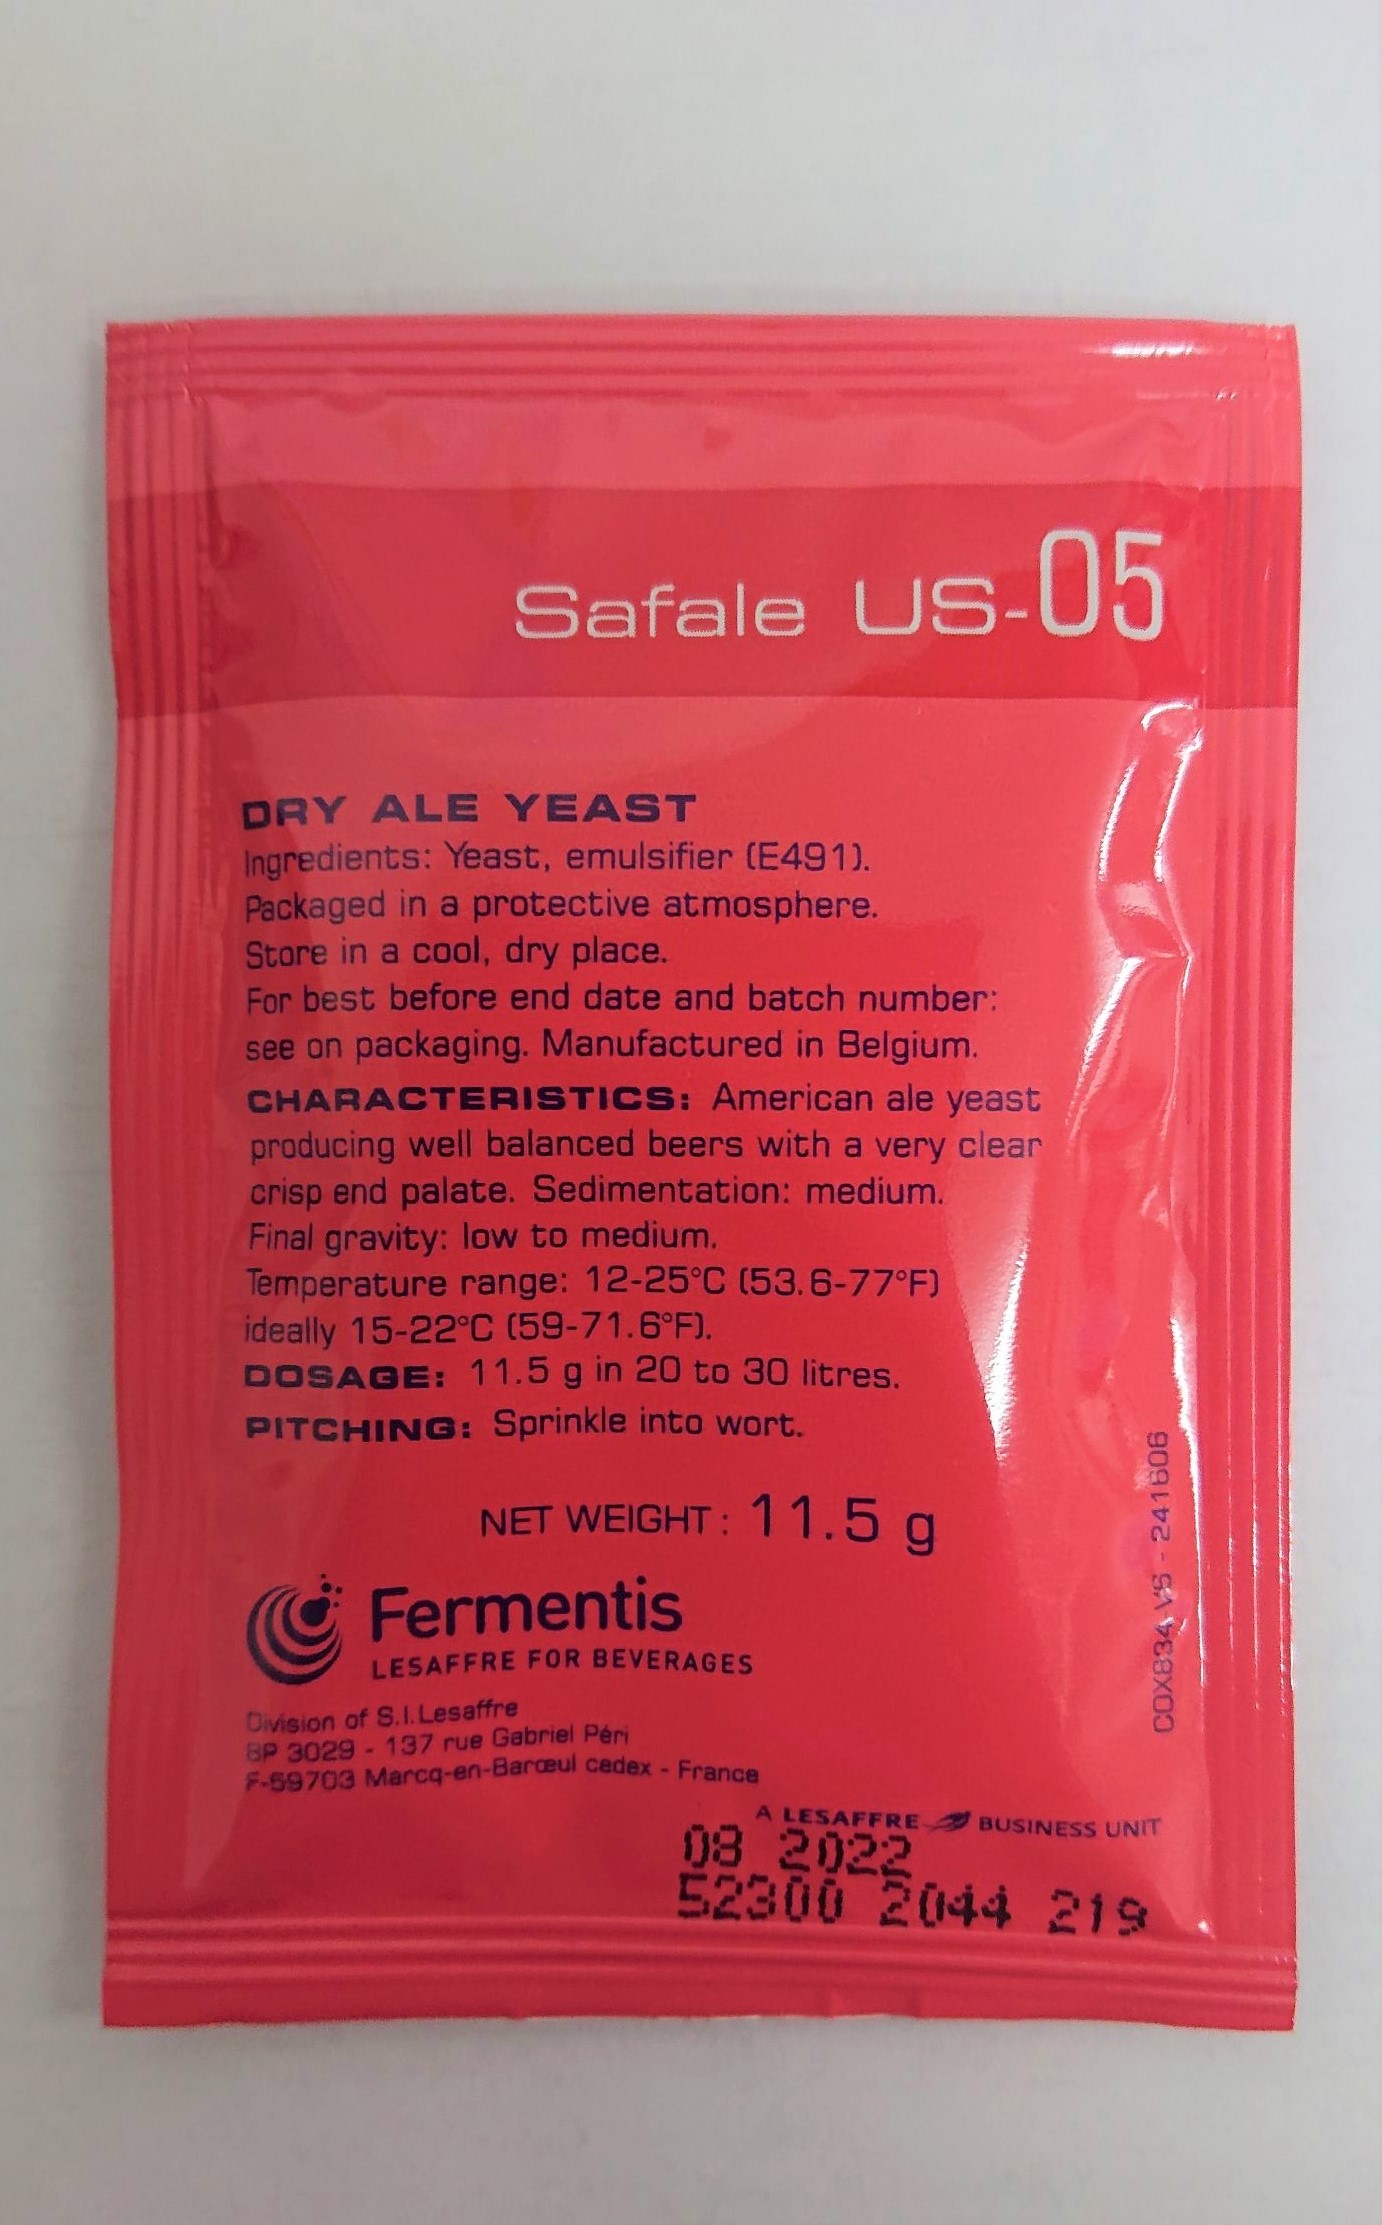 Safale US-05
DRY ALE YEAST
Ingredients: Yeast, emulsifier (E491).
Packaged in a protective atmosphere.
Store in a cool, dry place.
For best before end date and batch number:
see on packaging. Manufactured in Belgium.
CHARACTERISTICS: American ale yeast
producing well balanced beers with a very clear
crisp end palate. Sedimentation: medium.
Final gravity: low to medium.
Temperature range: 12-25°C (53.6-77°F)
ideally 15-22°C (59-71.6°F).
DOSAGE: 11.5 g in 20 to 30 litres.
PITCHING: Sprinkle into wort.
NET WEIGHT : 11.5 g
Fermentis
LESAFFRE FOR BEVERAGES
Division of S.I.Lesaffre
BP 3029 - 137 rue Gabriel Péri
F-59703 Marcq-en-Barœul cedex - France
A LESAFFRE BUSINESS UNIT
08 2022
52300 2044 219
- 241606